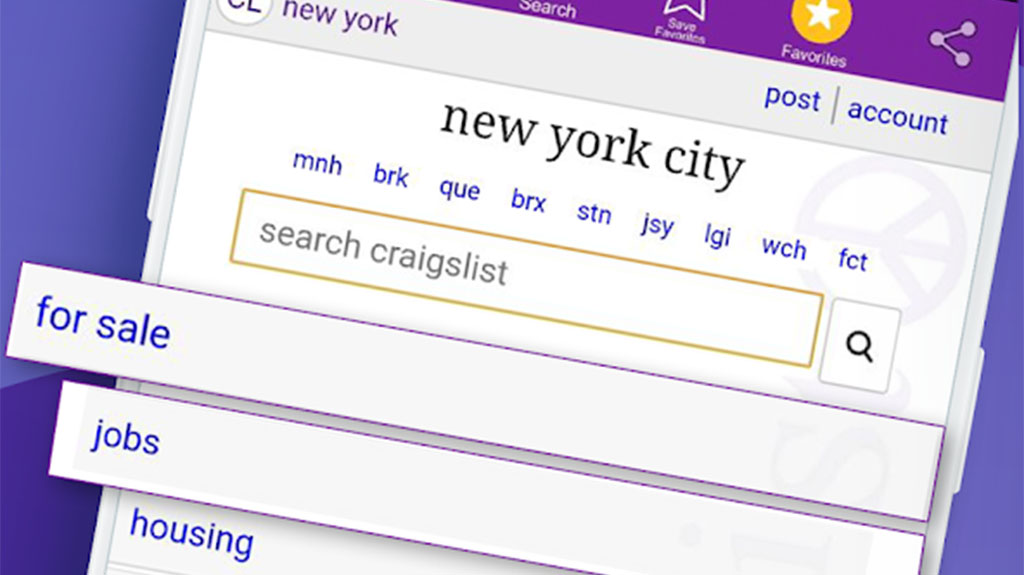 CL new york
Search
Save
Favorites
Favorites
post | account
new york city
mnh brk que brx stn jsy lgi wch fct
search craigslist
for sale
jobs
housing